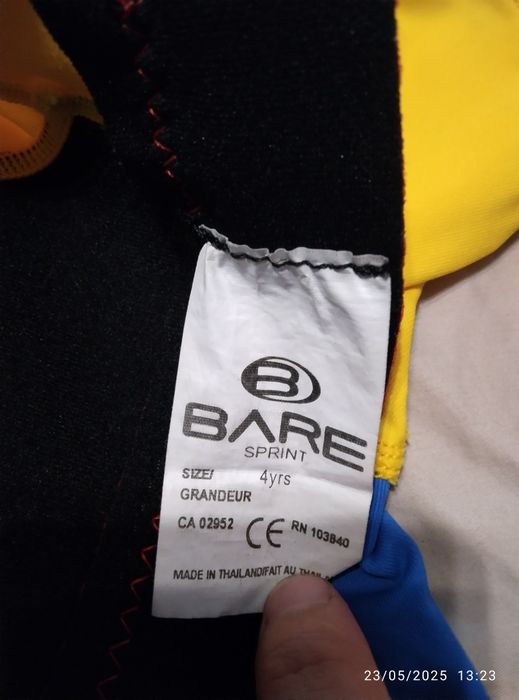 B
BARE
SPRINT
SIZE/ 4yrs
GRANDEUR
CA 02952 CE RN 103840
MADE IN THAILAND/FAIT AU
23/05/2025 13:23